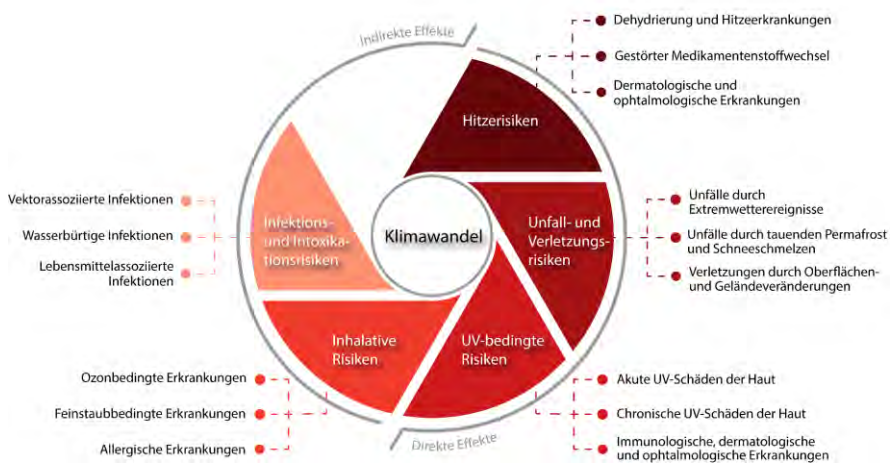 Indirekte Effekte
Dehydrierung und Hitzeerkrankungen
Gestörter Medikamentenstoffwechsel
Dermatologische und
ophtalmologische Erkrankungen
Hitzerisiken
Unfall- und
Verletzungs-
risiken
Unfälle durch
Extremwetterereignisse
Unfälle durch tauenden Permafrost
und Schneeschmelzen
Verletzungen durch Oberflächen-
und Geländeveränderungen
Klimawandel
Vektorassoziierte Infektionen
Wasserbürtige Infektionen
Lebensmittelassoziierte
Infektionen
Infektions-
und Intoxika-
tionsrisiken
Inhalative
Risiken
UV-bedingte
Risiken
Ozonbedingte Erkrankungen
Feinstaubbedingte Erkrankungen
Allergische Erkrankungen
Akute UV-Schäden der Haut
Chronische UV-Schäden der Haut
Immunologische, dermatologische
und ophtalmologische Erkrankungen
Direkte Effekte